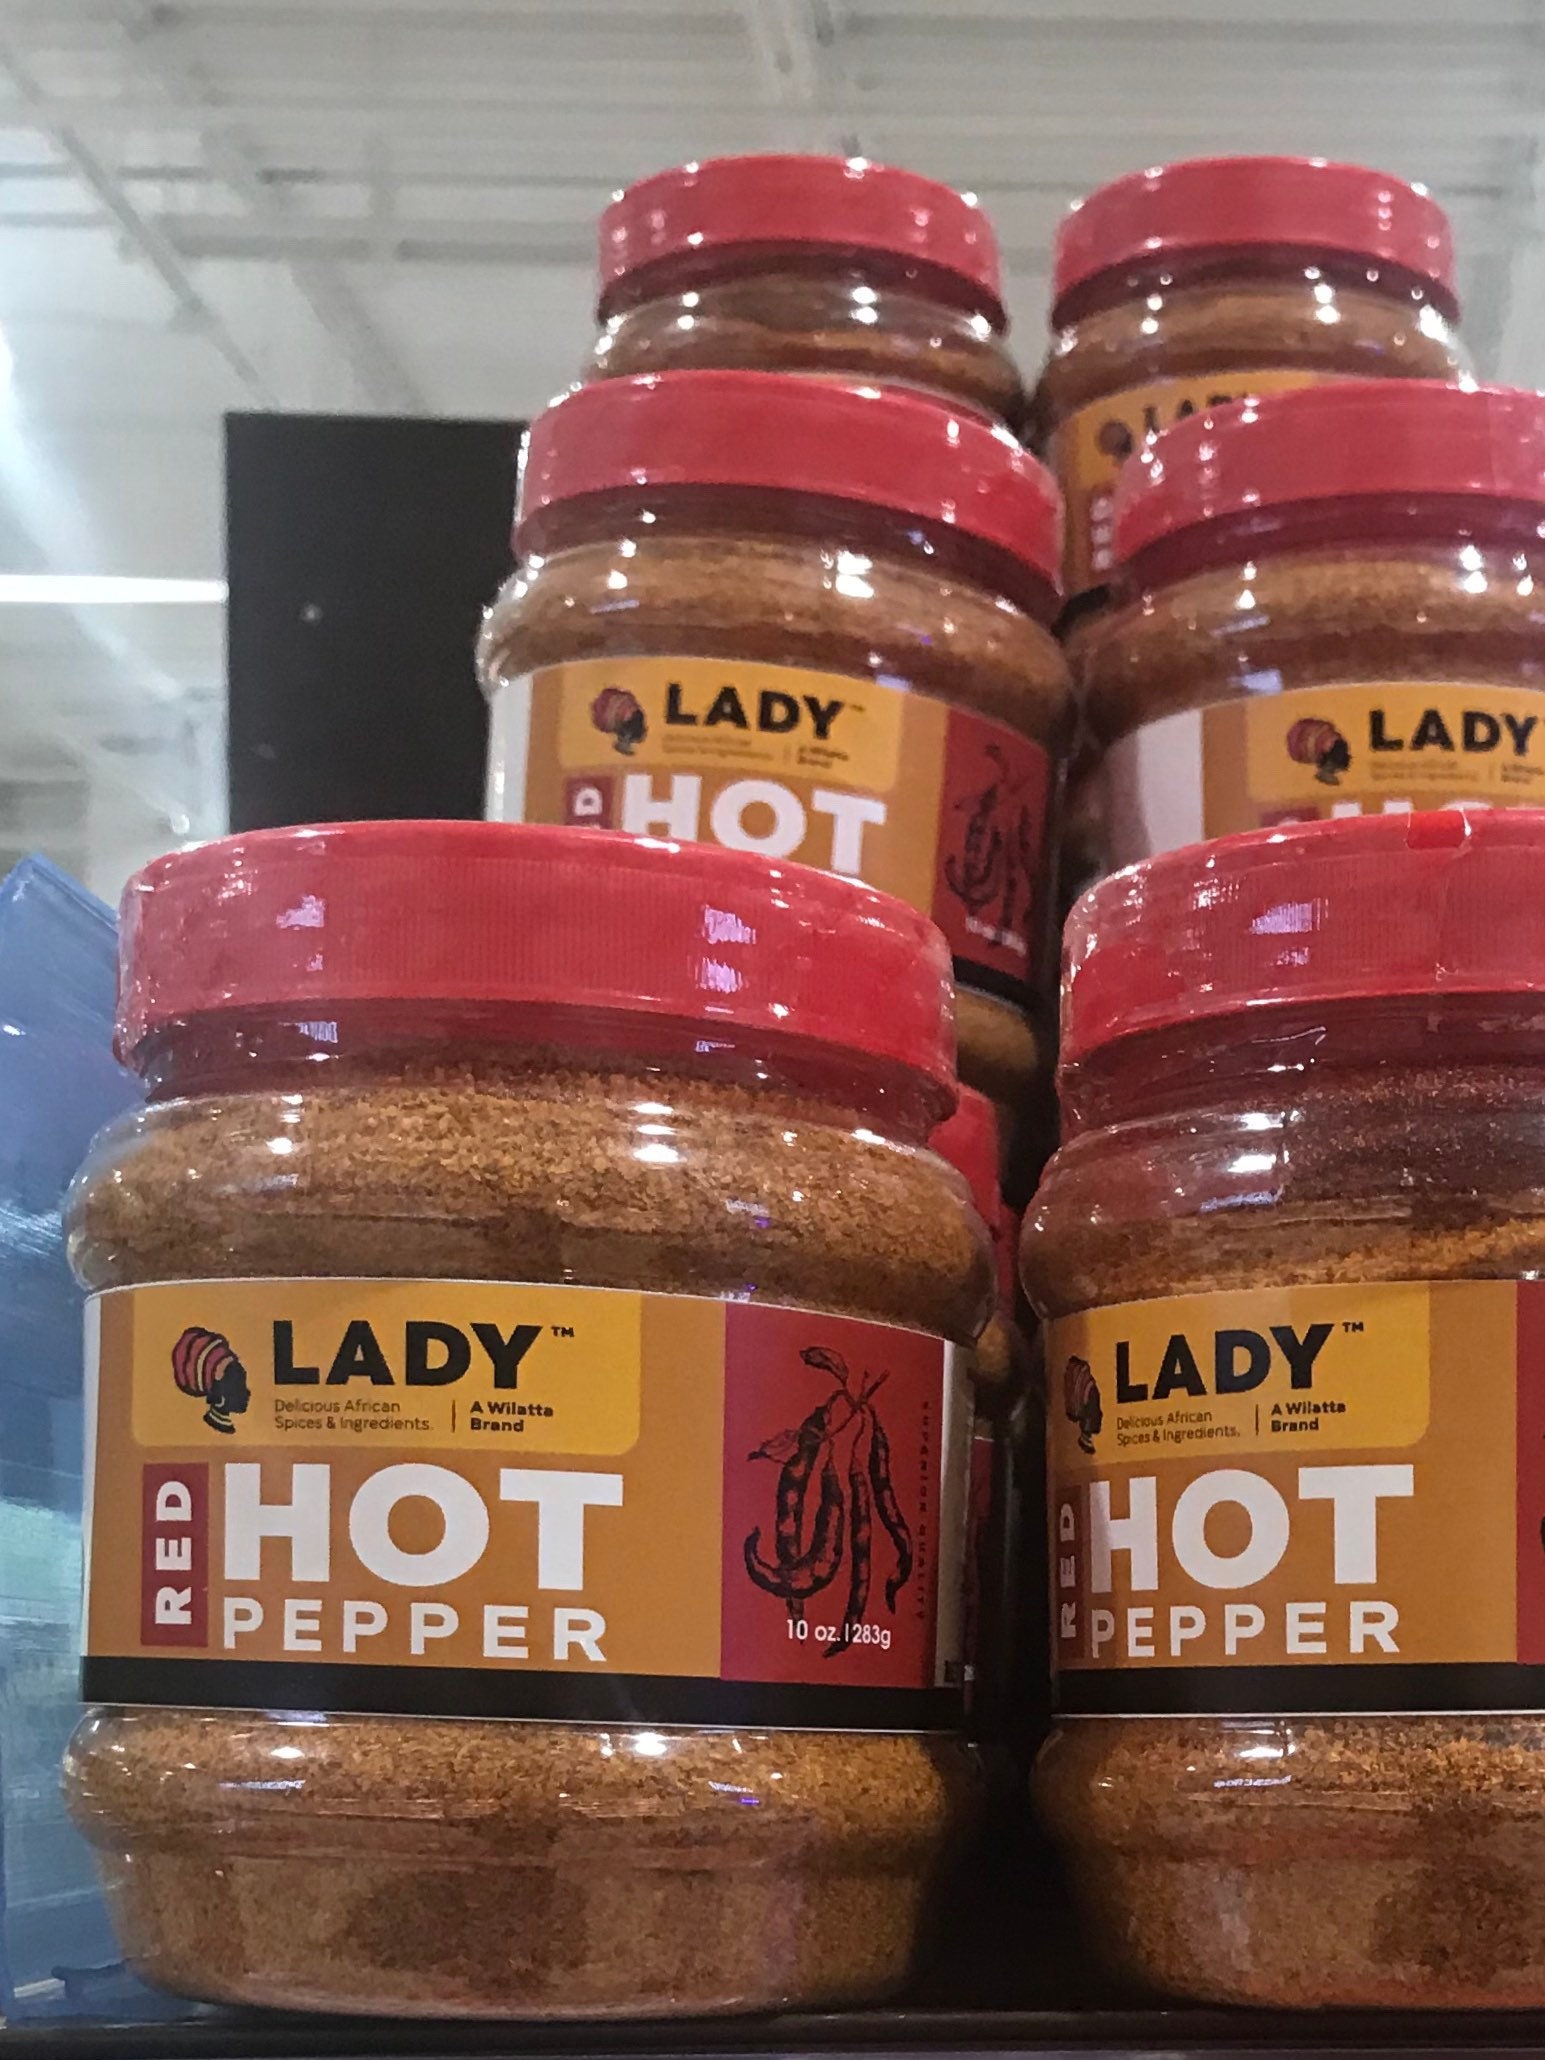 LADY
LADY™
HOT
LADY
LADY™
Delicious African
Spices & Ingredients.
A Wilatta
Brand
RED
HOT
PEPPER
10 oz. | 283g
LADY™
Delicious African
Spices & Ingredients.
A Wilatta
Brand
RED
HOT
PEPPER